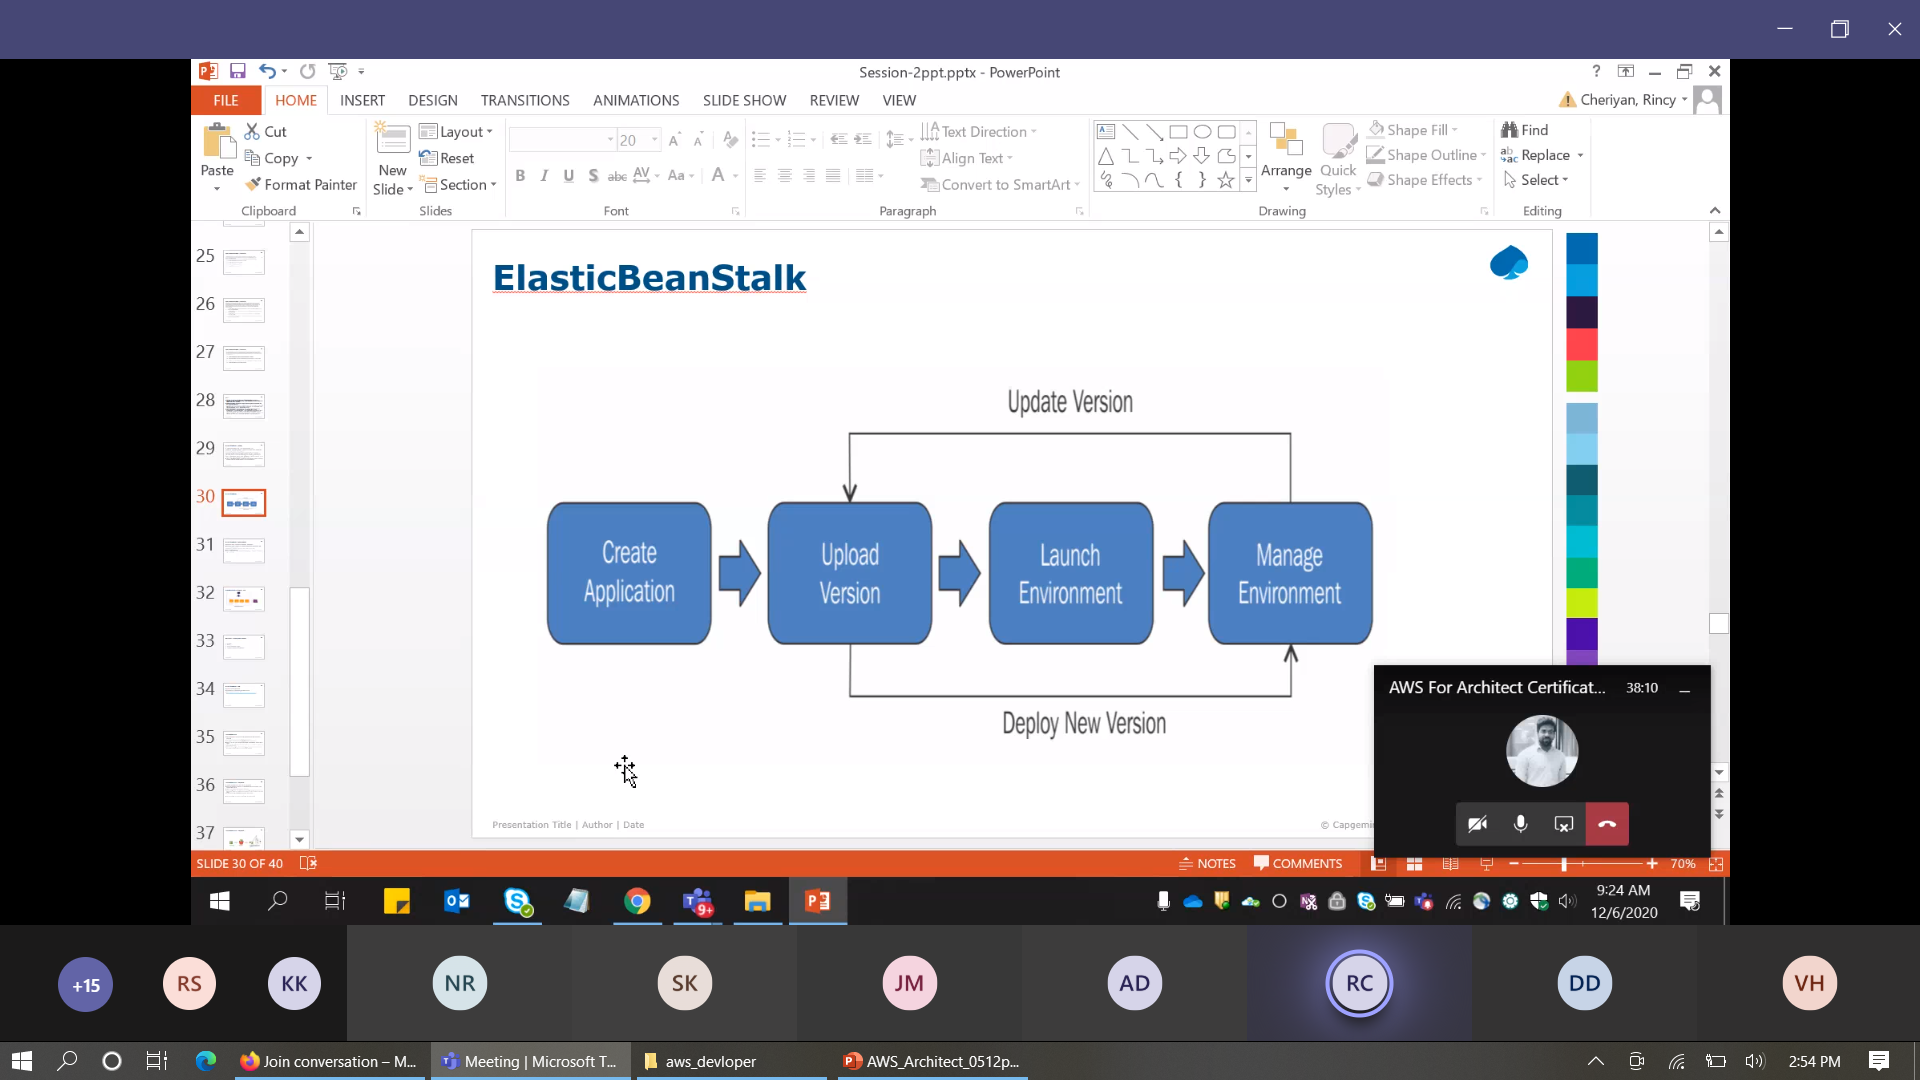 Session-2ppt.pptx - PowerPoint
?
FILE HOME INSERT DESIGN TRANSITIONS ANIMATIONS SLIDE SHOW REVIEW VIEW
Cheriyan, Rincy
Paste
Cut
Copy
Format Painter
Clipboard
New
Slide
Layout
Reset
Section
Slides
20
B I U S abc AV Aa A
Font
Text Direction
Align Text
Convert to SmartArt
Paragraph
Arrange
Quick
Styles
Shape Fill
Shape Outline
Shape Effects
Drawing
Find
Replace
Select
Editing
25
26
27
28
29
30
31
32
33
34
35
36
37
ElasticBeanStalk
Update Version
Create
Application
Upload
Version
Launch
Environment
Manage
Environment
Deploy New Version
Presentation Title | Author | Date
© Capgemin
AWS For Architect Certificat... 38:10
SLIDE 30 OF 40
NOTES COMMENTS
70%
9+
9:24 AM
12/6/2020
+15 RS KK NR SK JM AD RC DD VH
Join conversation – M...
Meeting | Microsoft T...
aws_devloper
AWS_Architect_0512p...
2:54 PM